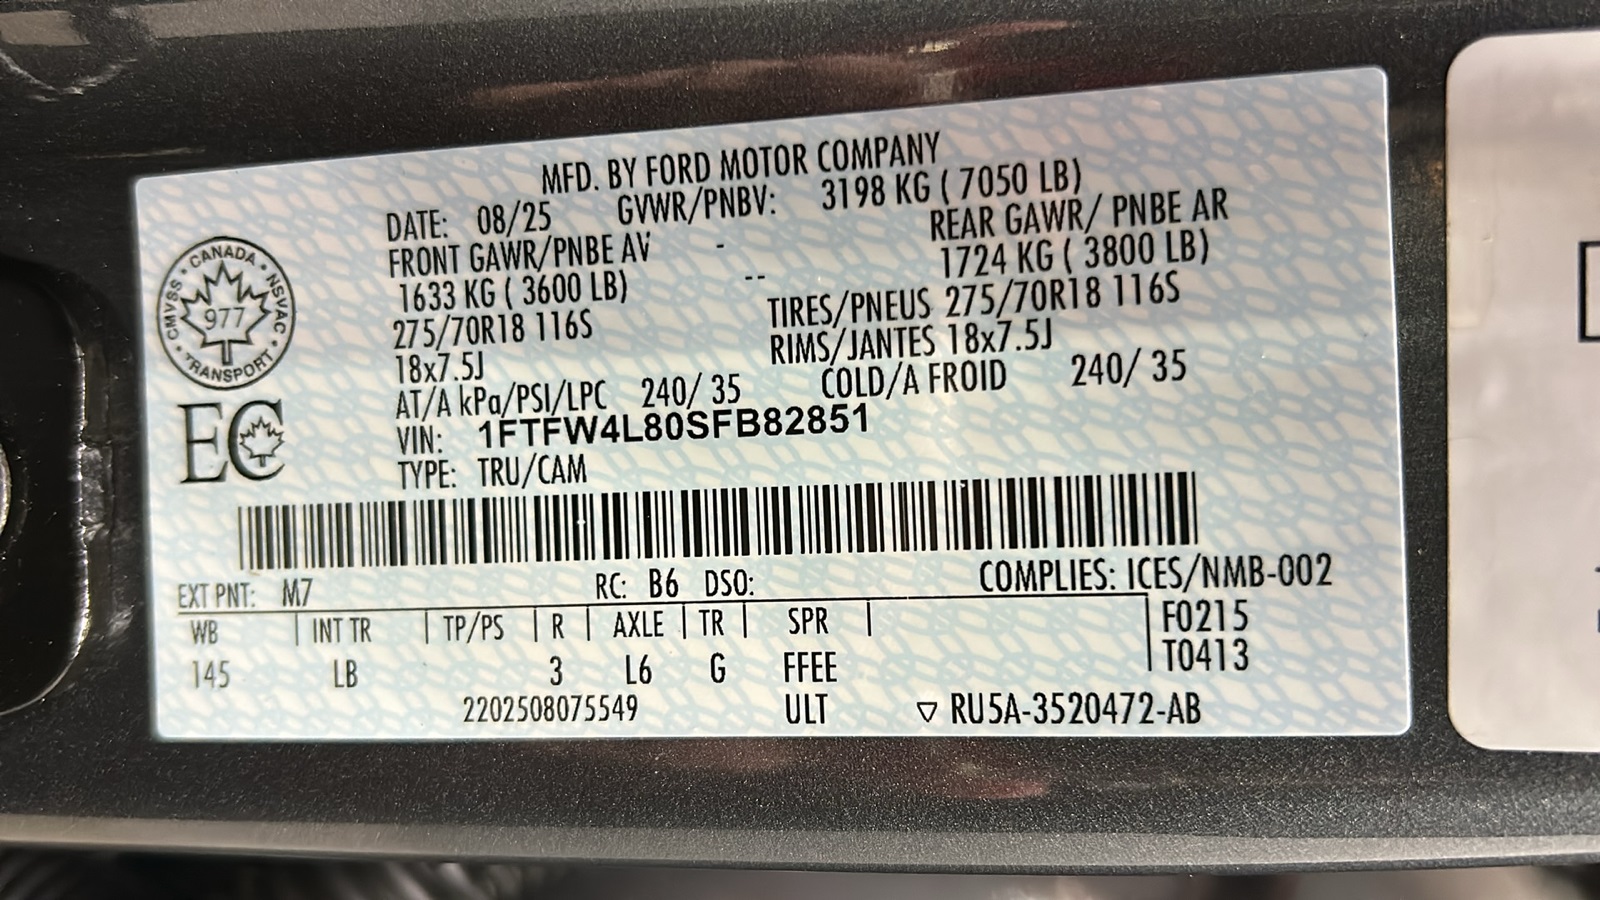 MFD. BY FORD MOTOR COMPANY
DATE: 08/25 GVWR/PNBV: 3198 KG ( 7050 LB)
FRONT GAWR/PNBE AV - REAR GAWR/ PNBE AR
1633 KG ( 3600 LB) -- 1724 KG ( 3800 LB)
275/70R18 116S TIRES/PNEUS 275/70R18 116S
18x7.5J RIMS/JANTES 18x7.5J
AT/A kPa/PSI/LPC 240/ 35 COLD/A FROID 240/ 35
VIN: 1FTFW4L80SFB82851
TYPE: TRU/CAM
CANADA • NSVAC • TRANSPORT • CMVSS •
977
EC
EXT PNT: M7 RC: B6 DSO: COMPLIES: ICES/NMB-002
WB | INT TR | TP/PS | R | AXLE | TR | SPR | F0215
145 LB 3 L6 G FFEE T0413
2202508075549 ULT ▽ RU5A-3520472-AB